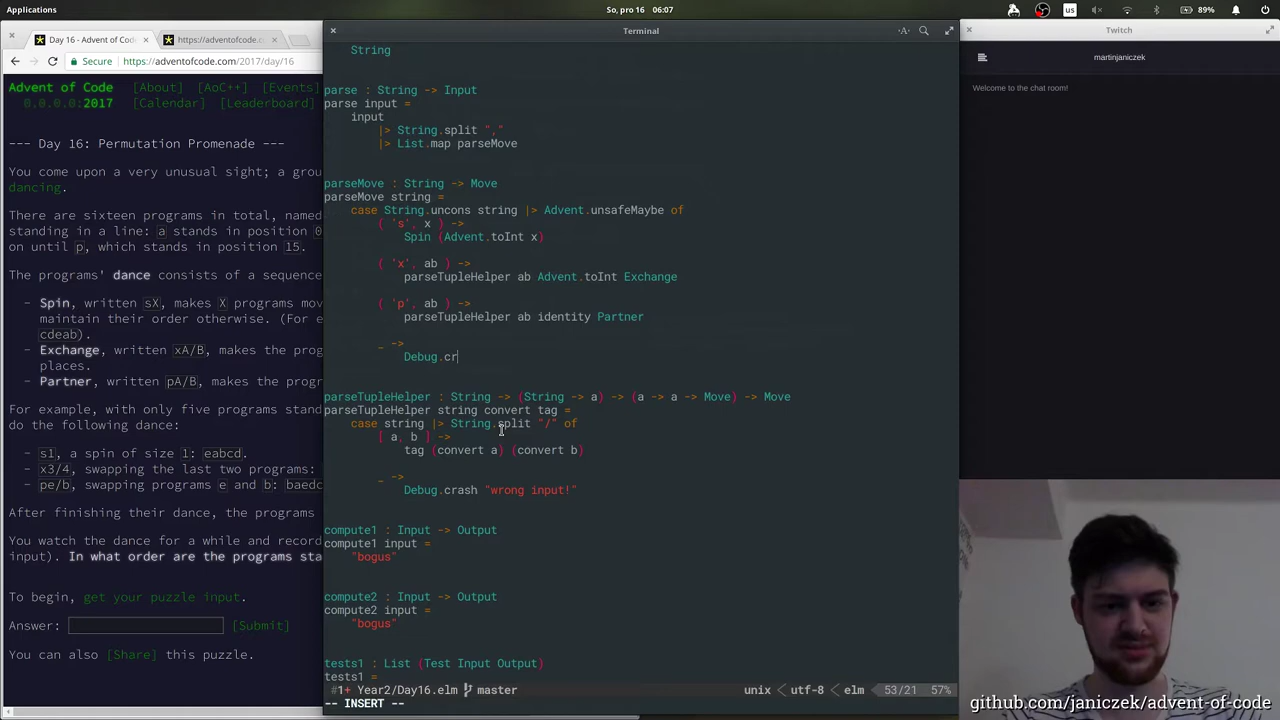 Applications
So, pro 16 06:07
us
89%
Day 16 - Advent of Cod
https://adventofcode.c
Secure
https://adventofcode.com/2017/day/16
Advent of Code [About] [AoC++] [Events]
0.0.0.0:2017 [Calendar] [Leaderboard]
--- Day 16: Permutation Promenade ---
You come upon a very unusual sight; a grou
dancing.
There are sixteen programs in total, named
standing in a line: a stands in position 0
on until p, which stands in position 15.
The programs' dance consists of a sequence
- Spin, written sX, makes X programs mov
maintain their order otherwise. (For e
cdeab).
- Exchange, written xA/B, makes the prog
places.
- Partner, written pA/B, makes the progr
For example, with only five programs stand
do the following dance:
- s1, a spin of size 1: eabcd.
- x3/4, swapping the last two programs:
- pe/b, swapping programs e and b: baedc
After finishing their dance, the programs
You watch the dance for a while and record
input). In what order are the programs sta
To begin, get your puzzle input.
Answer: [Submit]
You can also [Share] this puzzle.
Terminal
String
parse : String -> Input
parse input =
input
|> String.split ","
|> List.map parseMove
parseMove : String -> Move
parseMove string =
case String.uncons string |> Advent.unsafeMaybe of
( 's', x ) ->
Spin (Advent.toInt x)
( 'x', ab ) ->
parseTupleHelper ab Advent.toInt Exchange
( 'p', ab ) ->
parseTupleHelper ab identity Partner
_ ->
Debug.cr
parseTupleHelper : String -> (String -> a) -> (a -> a -> Move) -> Move
parseTupleHelper string convert tag =
case string |> String.split "/" of
[ a, b ] ->
tag (convert a) (convert b)
_ ->
Debug.crash "wrong input!"
compute1 : Input -> Output
compute1 input =
"bogus"
compute2 : Input -> Output
compute2 input =
"bogus"
tests1 : List (Test Input Output)
tests1 =
#1+ Year2/Day16.elm master unix utf-8 elm 53/21 57%
-- INSERT --
Twitch
martinjaniczek
Welcome to the chat room!
github.com/janiczek/advent-of-code